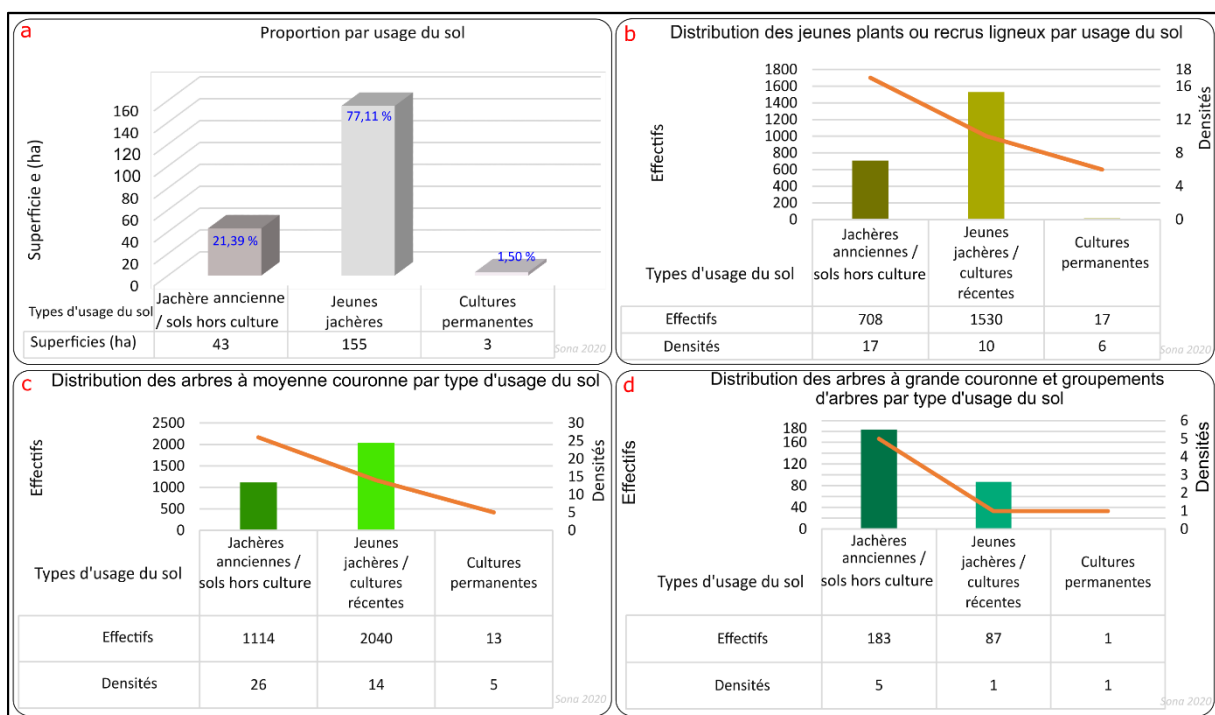 a
Proportion par usage du sol
Superficie e (ha)
160
140
120
100
80
60
40
20
0
21,39 %
77,11 %
1,50 %
Types d'usage du sol
Jachère anncienne
/ sols hors culture
Jeunes
jachères
Cultures
permanentes
Superficies (ha) 43 155 3
Sona 2020
b
Distribution des jeunes plants ou recrus ligneux par usage du sol
Effectifs
1800
1600
1400
1200
1000
800
600
400
200
0
Densités
18
16
12
8
4
0
Types d'usage du sol
Jachères
anncienes /
sols hors culture
Jeunes
jachères /
cultures
récentes
Cultures
permanentes
Effectifs 708 1530 17
Densités 17 10 6
c
Distribution des arbres à moyenne couronne par type d'usage du sol
Effectifs
2500
2000
1500
1000
500
0
Densités
30
25
20
15
10
5
0
Types d'usage du sol
Jachères
anncienes /
sols hors culture
Jeunes
jachères /
cultures
récentes
Cultures
permanentes
Effectifs 1114 2040 13
Densités 26 14 5
Sona 2020
d
Distribution des arbres à grande couronne et groupements
d'arbres par type d'usage du sol
Effectifs
180
160
120
80
40
0
Densités
6
5
4
3
2
1
0
Types d'usage du sol
Jachères
anncienes /
sols hors culture
Jeunes
jachères /
cultures
récentes
Cultures
permanentes
Effectifs 183 87 1
Densités 5 1 1
Sona 2020